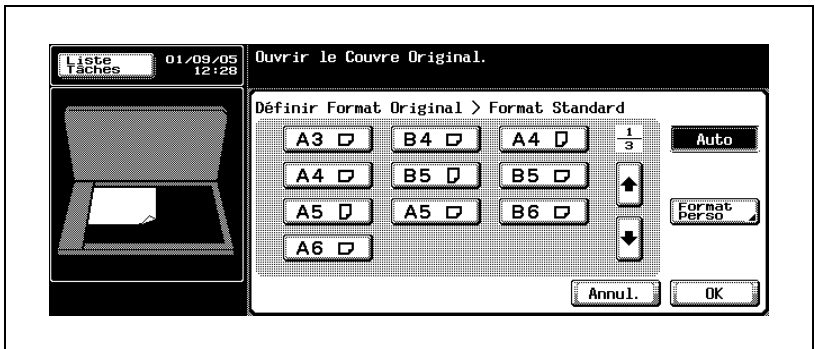 Liste
Tâches
01/09/05
12:28
Ouvrir le Couvre Original.
Définir Format Original > Format Standard
A3 B4 A4
1
3
Auto
A4 B5 B5
A5 A5 B6
Format
Perso
A6
Annul. OK